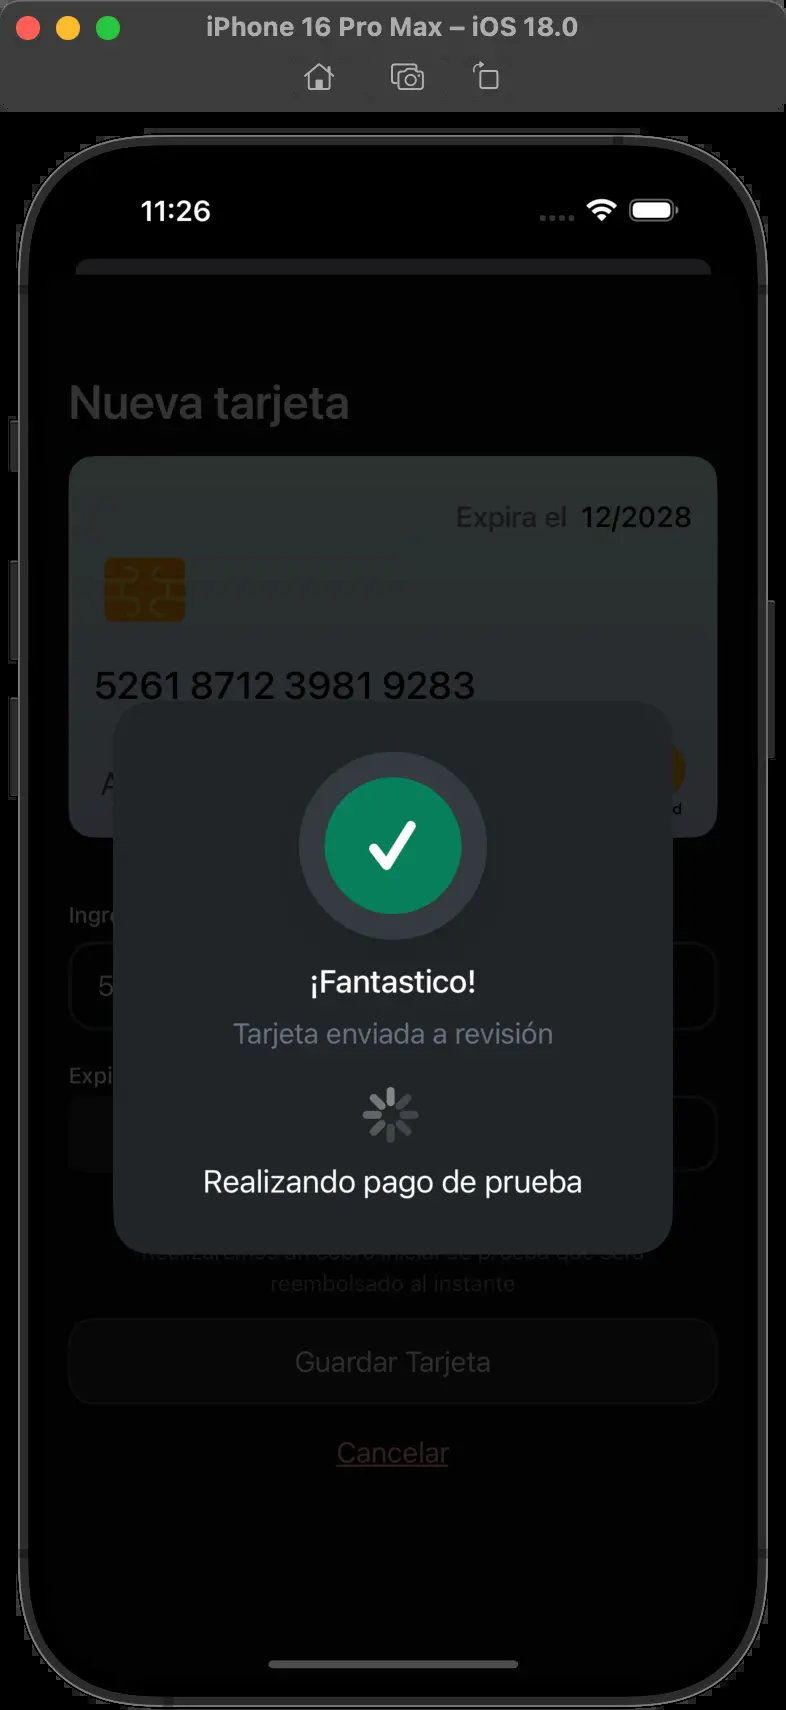 iPhone 16 Pro Max – iOS 18.0
11:26
Nueva tarjeta
Expira el 12/2028
5261 8712 3981 9283
A
d
Ingre
5
Expi
¡Fantastico!
Tarjeta enviada a revisión
Realizando pago de prueba
Realizaremos un cobro inicial de prueba que será
reembolsado al instante
Guardar Tarjeta
Cancelar